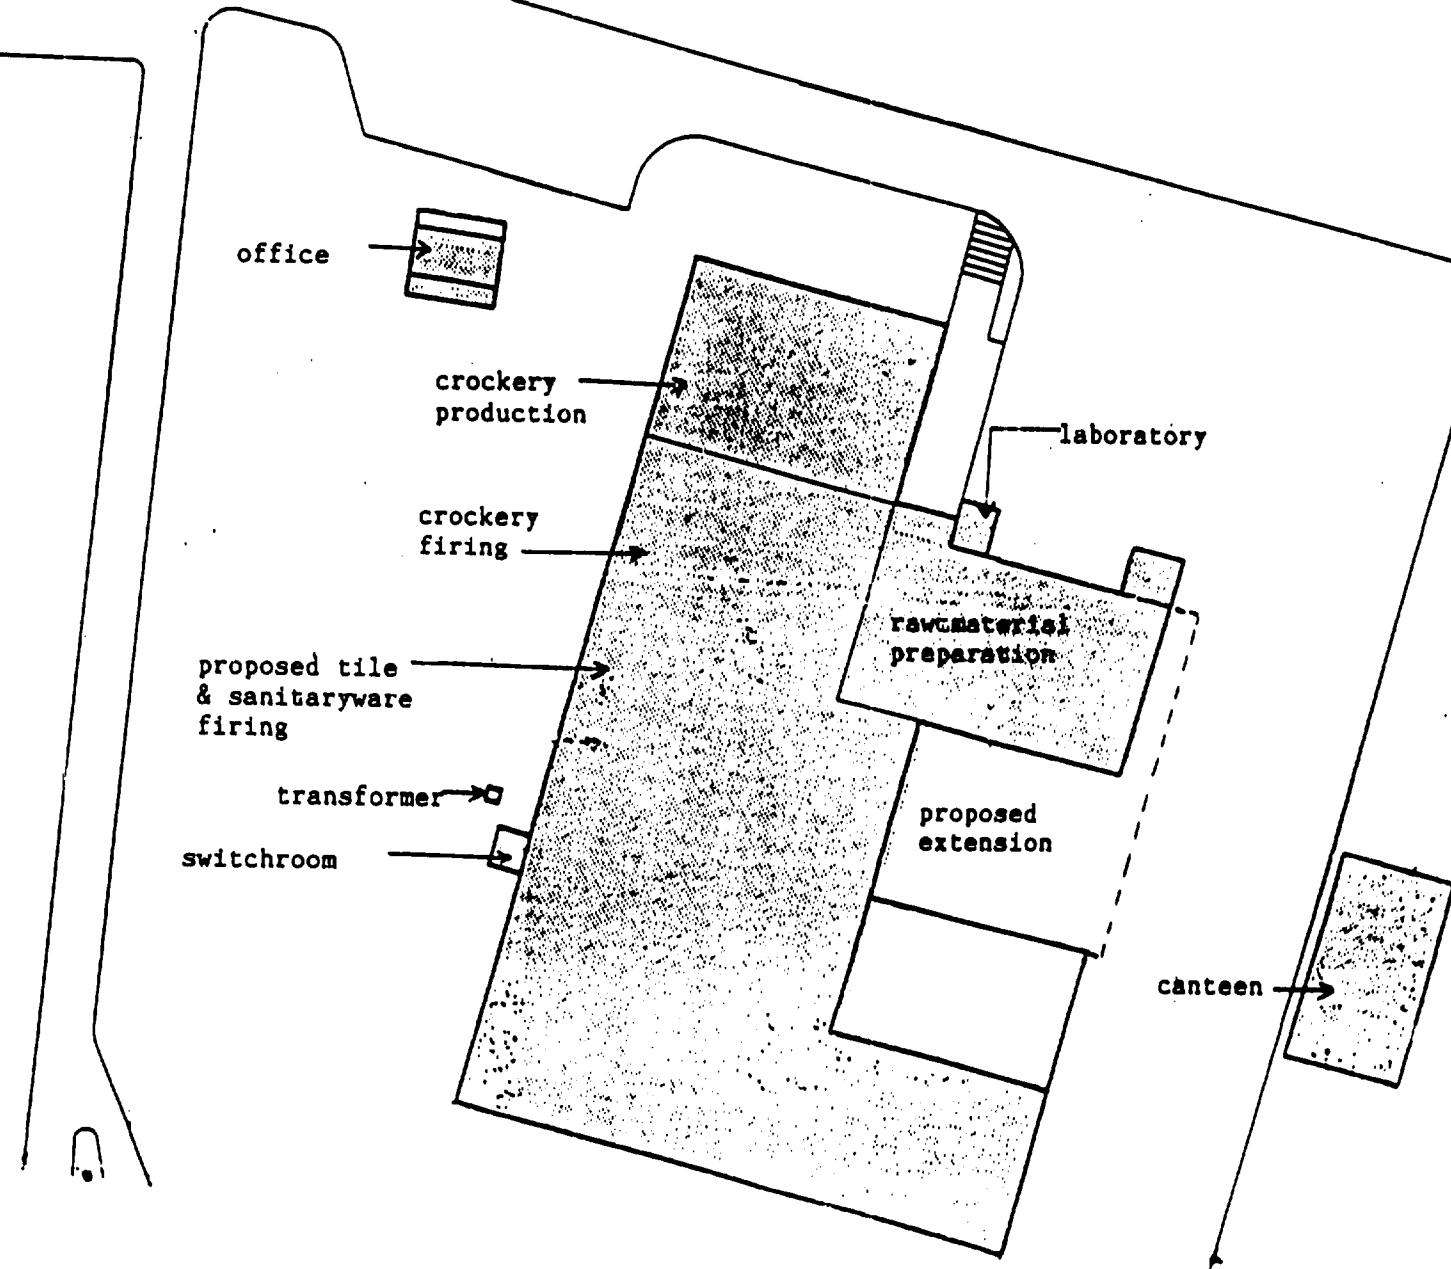 office
crockery
production
laboratory
crockery
firing
raw material
preparation
proposed tile
& sanitaryware
firing
transformer
proposed
extension
switchroom
canteen